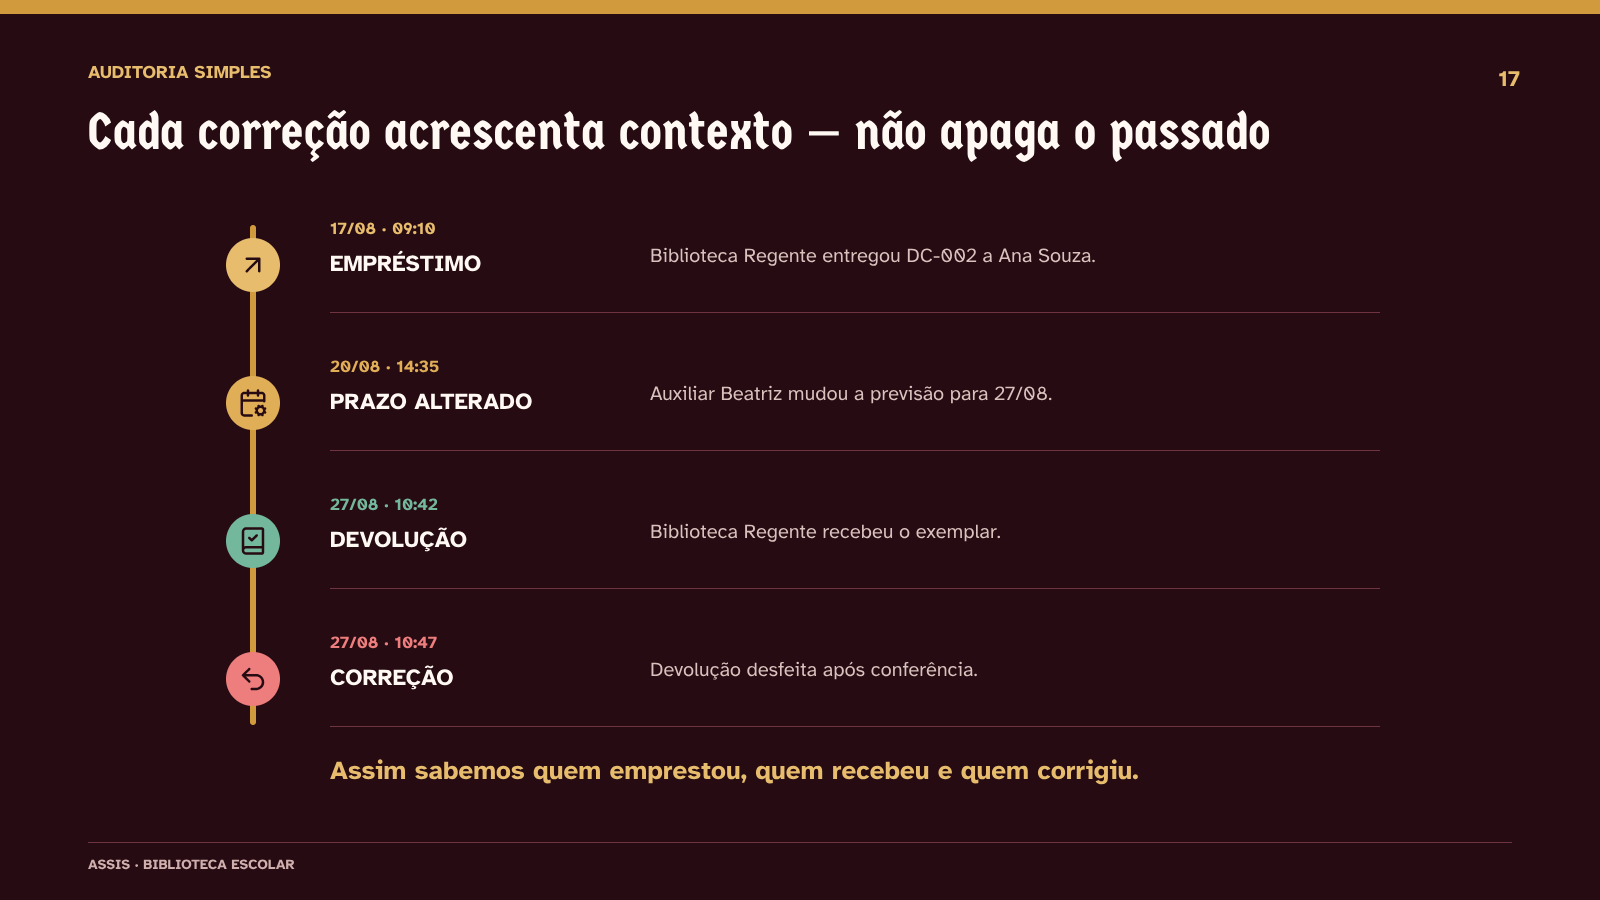 AUDITORIA SIMPLES
17
Cada correção acrescenta contexto — não apaga o passado
17/08 · 09:10
EMPRÉSTIMO
Biblioteca Regente entregou DC-002 a Ana Souza.
20/08 · 14:35
PRAZO ALTERADO
Auxiliar Beatriz mudou a previsão para 27/08.
27/08 · 10:42
DEVOLUÇÃO
Biblioteca Regente recebeu o exemplar.
27/08 · 10:47
CORREÇÃO
Devolução desfeita após conferência.
Assim sabemos quem emprestou, quem recebeu e quem corrigiu.
ASSIS · BIBLIOTECA ESCOLAR